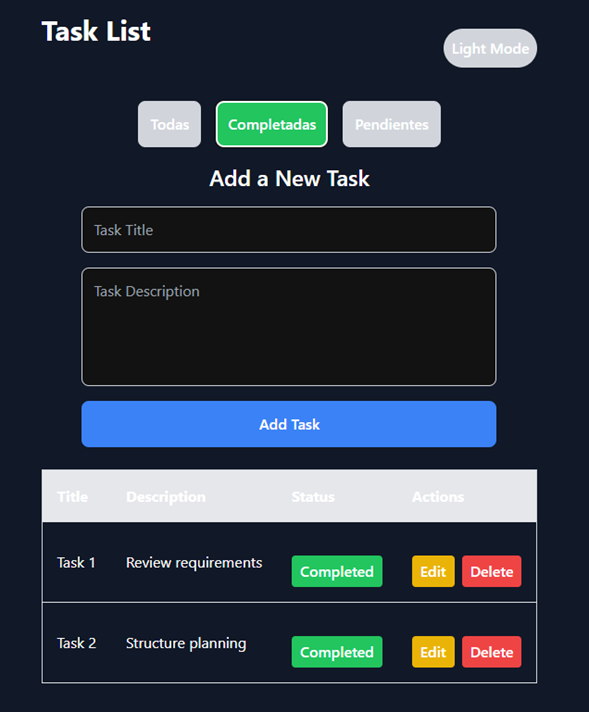 Task List
Light Mode
Todas Completadas Pendientes
Add a New Task
Task Title
Task Description
Add Task
Title Description Status Actions
Task 1 Review requirements Completed Edit Delete
Task 2 Structure planning Completed Edit Delete